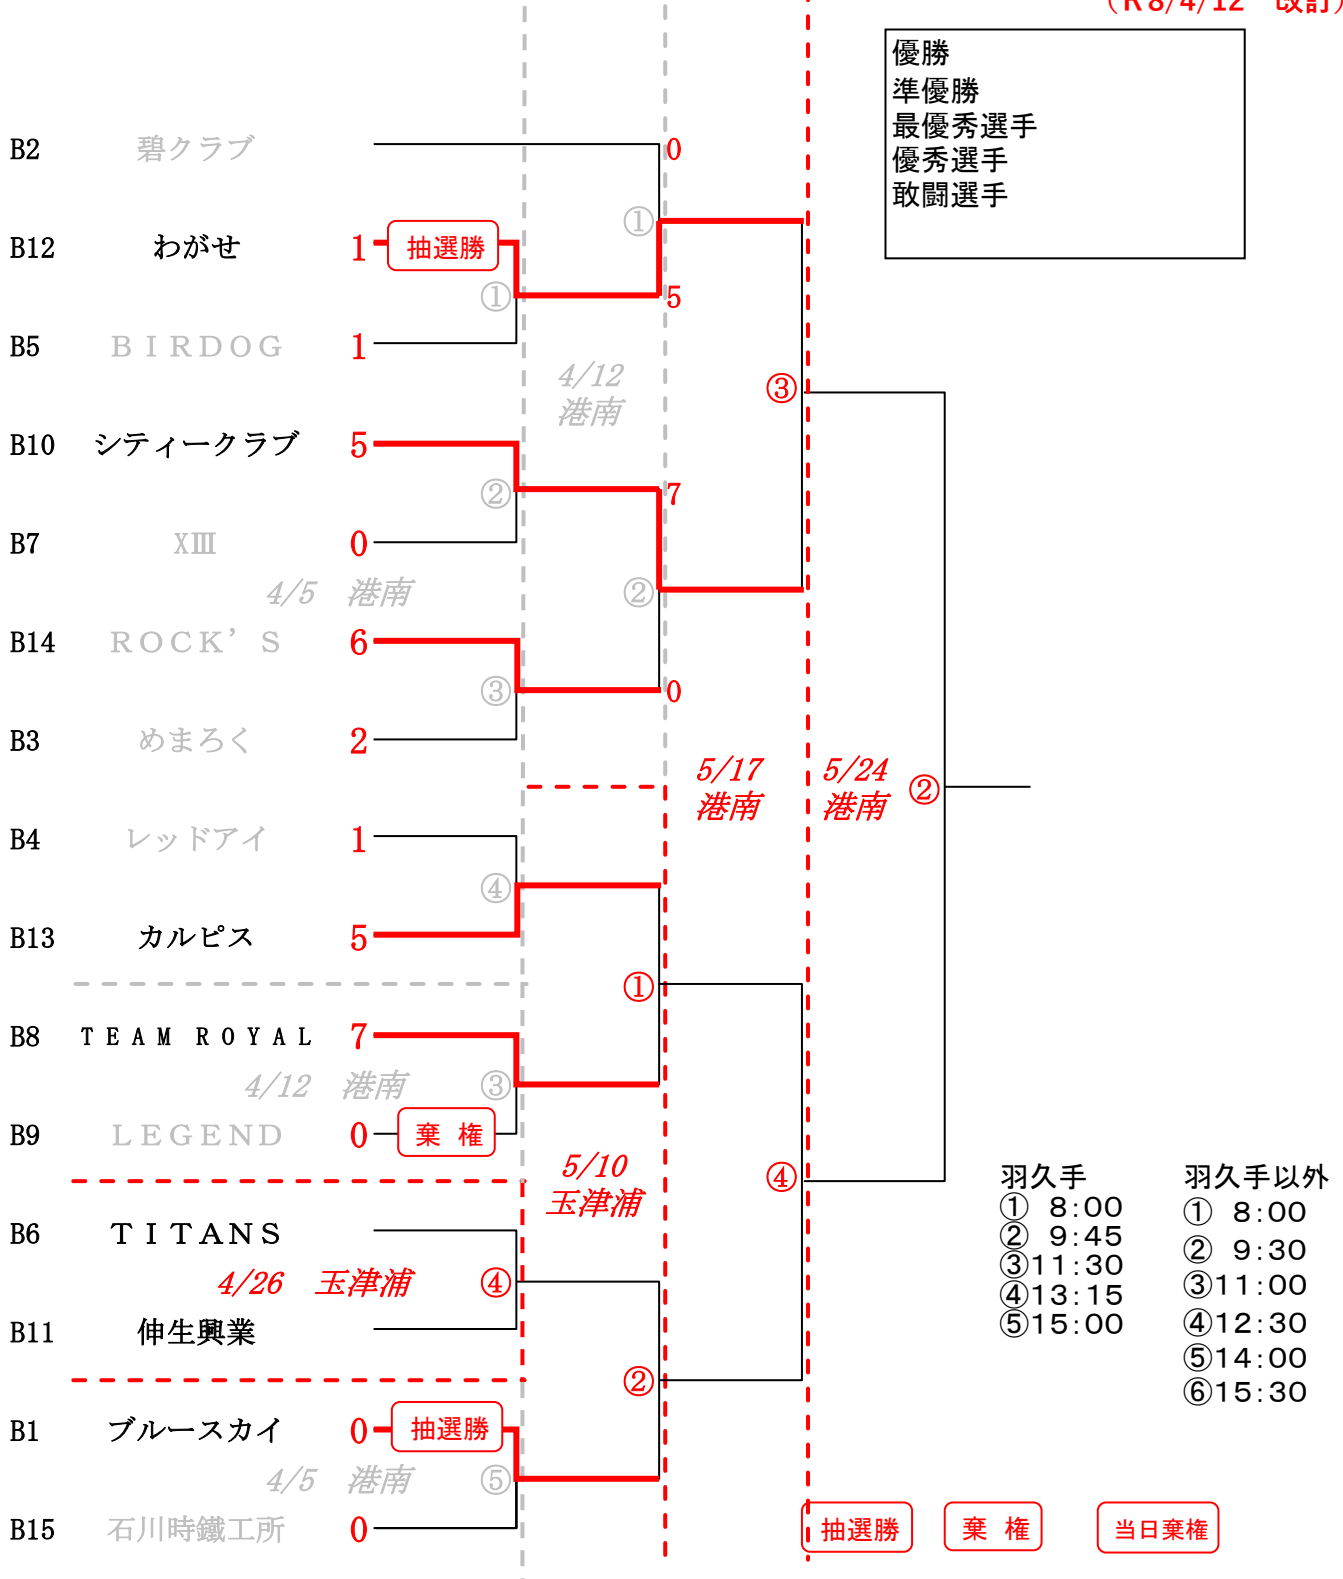 （R8/4/12　改訂）
優勝
準優勝
最優秀選手
優秀選手
敢闘選手
B2 碧クラブ 0
①
B12 わがせ 1 抽選勝
① 5
B5 ＢＩＲＤＯＧ 1
4/12
港南
③
B10 シティークラブ 5
② 7
B7 XⅢ 0
4/5　港南
②
B14 ＲＯＣＫ’Ｓ 6
③ 0
B3 めまろく 2
5/17
港南
5/24
港南
②
B4 レッドアイ 1
④
B13 カルピス 5
①
B8 ＴＥＡＭ ＲＯＹＡＬ 7
4/12　港南 ③
B9 ＬＥＧＥＮＤ 0 棄 権
5/10
玉津浦
④
B6 ＴＩＴＡＮＳ
4/26　玉津浦 ④
B11 伸生興業
②
B1 ブルースカイ 0 抽選勝
4/5　港南 ⑤
B15 石川時鐵工所 0
羽久手
① 8:00
② 9:45
③11:30
④13:15
⑤15:00
羽久手以外
① 8:00
② 9:30
③11:00
④12:30
⑤14:00
⑥15:30
抽選勝 棄 権 当日棄権